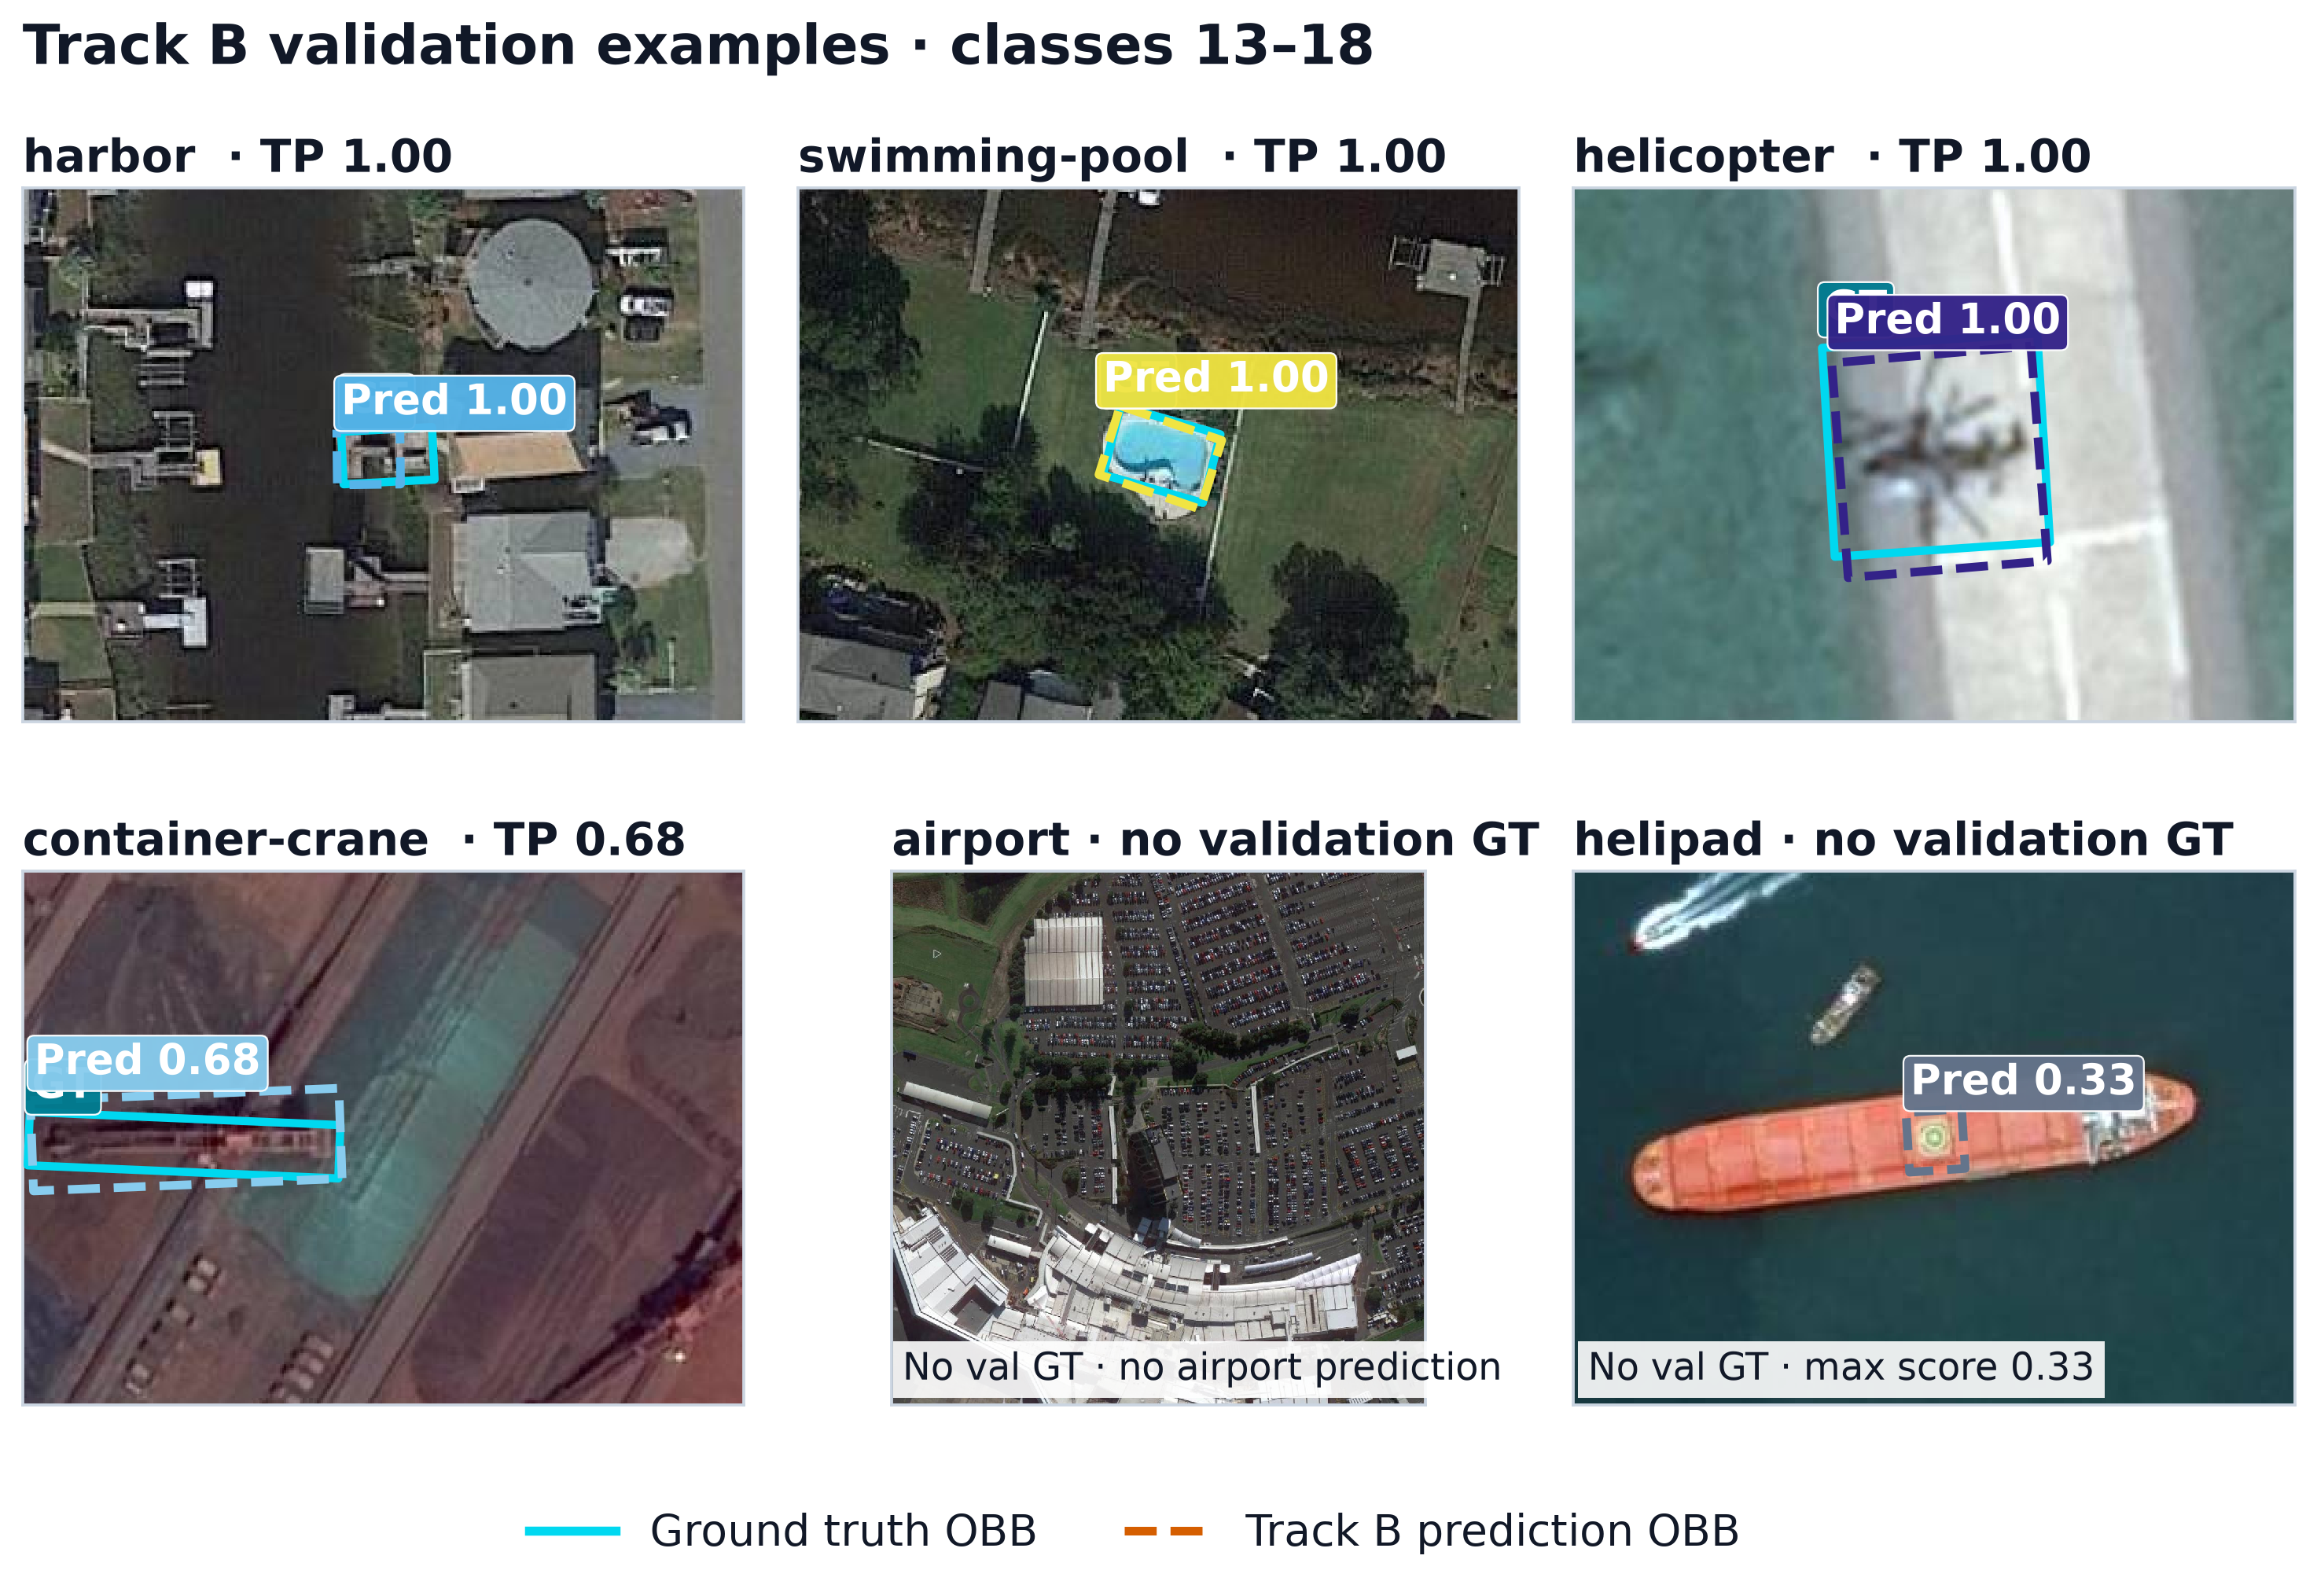 Track B validation examples · classes 13–18
harbor · TP 1.00
swimming-pool · TP 1.00
helicopter · TP 1.00
Pred 1.00
Pred 1.00
Pred 1.00
container-crane · TP 0.68
airport · no validation GT
helipad · no validation GT
Pred 0.68
GT
Pred 0.33
No val GT · no airport prediction
No val GT · max score 0.33
Ground truth OBB
Track B prediction OBB